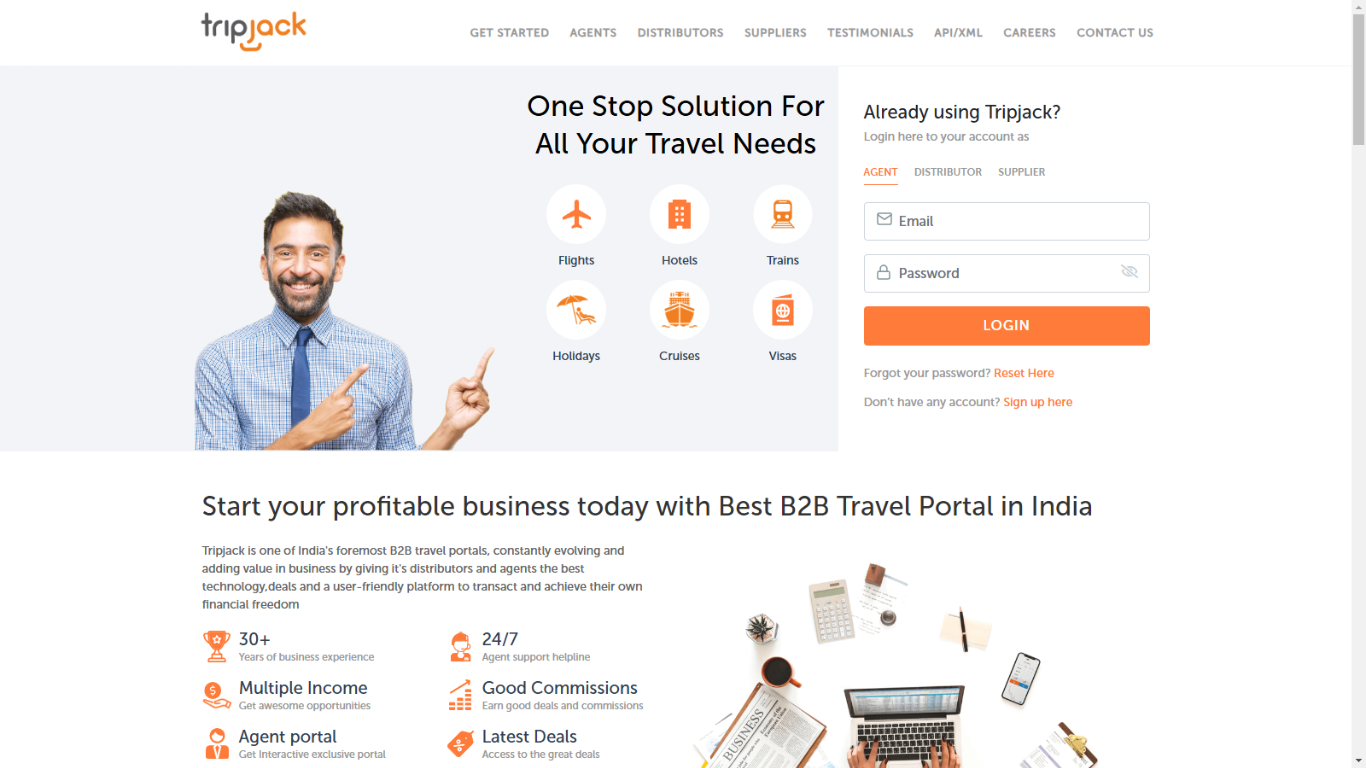 tripjack
GET STARTED AGENTS DISTRIBUTORS SUPPLIERS TESTIMONIALS API/XML CAREERS CONTACT US
One Stop Solution For
All Your Travel Needs
Flights Hotels Trains
Holidays Cruises Visas
Already using Tripjack?
Login here to your account as
AGENT DISTRIBUTOR SUPPLIER
Email
Password
LOGIN
Forgot your password? Reset Here
Don't have any account? Sign up here
Start your profitable business today with Best B2B Travel Portal in India
Tripjack is one of India's foremost B2B travel portals, constantly evolving and
adding value in business by giving it's distributors and agents the best
technology,deals and a user-friendly platform to transact and achieve their own
financial freedom
30+
Years of business experience
24/7
Agent support helpline
Multiple Income
Get awesome opportunities
Good Commissions
Earn good deals and commissions
Agent portal
Get Interactive exclusive portal
Latest Deals
Access to the great deals
BUSINESS